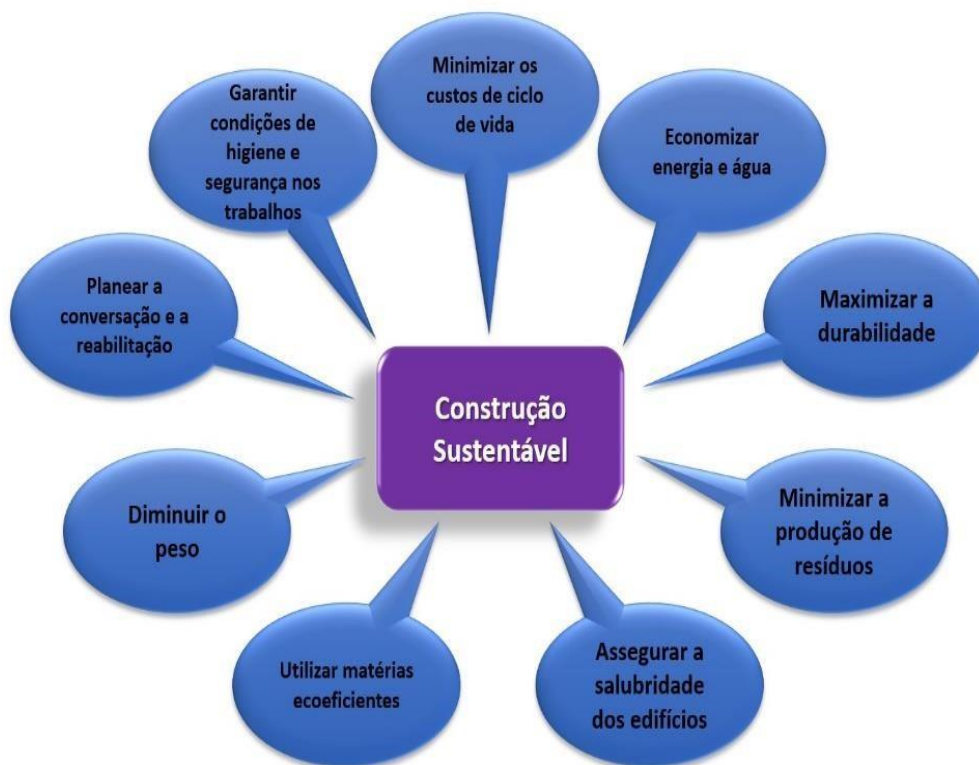 Minimizar os
custos de ciclo
de vida
Garantir
condições de
higiene e
segurança nos
trabalhos
Economizar
energia e água
Planear a
conversação e a
reabilitação
Maximizar a
durabilidade
Construção
Sustentável
Diminuir o
peso
Minimizar a
produção de
resíduos
Utilizar matérias
ecoeficientes
Assegurar a
salubridade
dos edifícios